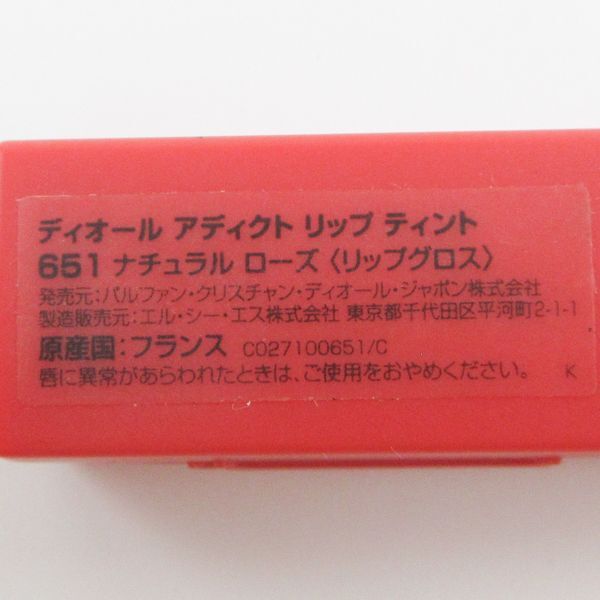 ディオール アディクト リップ ティント
651 ナチュラル ローズ〈リップグロス〉
発売元:パルファン・クリスチャン・ディオール・ジャポン株式会社
製造販売元:エル・シー・エス株式会社 東京都千代田区平河町2-1-1
原産国:フランス C027100651/C
唇に異常があらわれたときは、ご使用をおやめください。 K